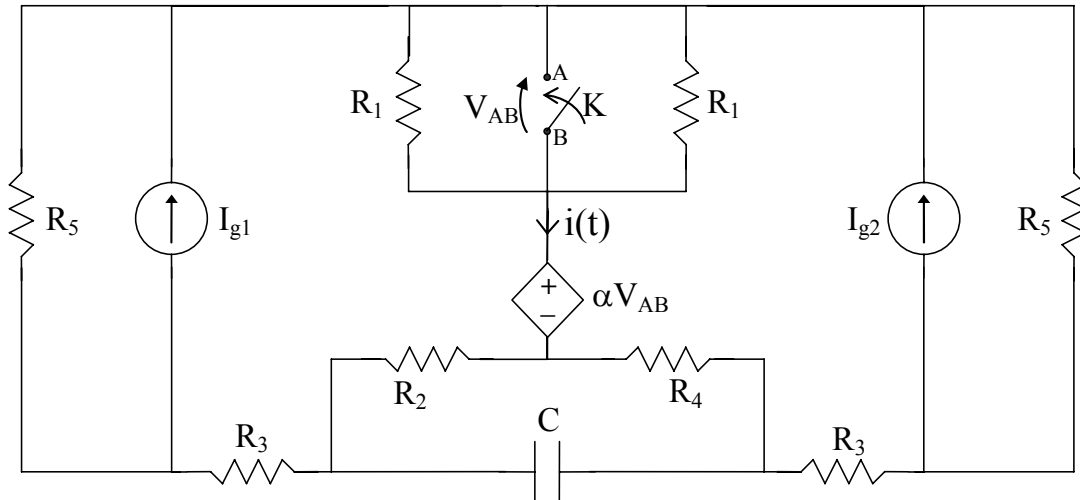 A
R₁
V_AB
K
R₁
B
R₅
I_g1
i(t)
I_g2
R₅
+
−
αV_AB
R₂
R₄
C
R₃
R₃